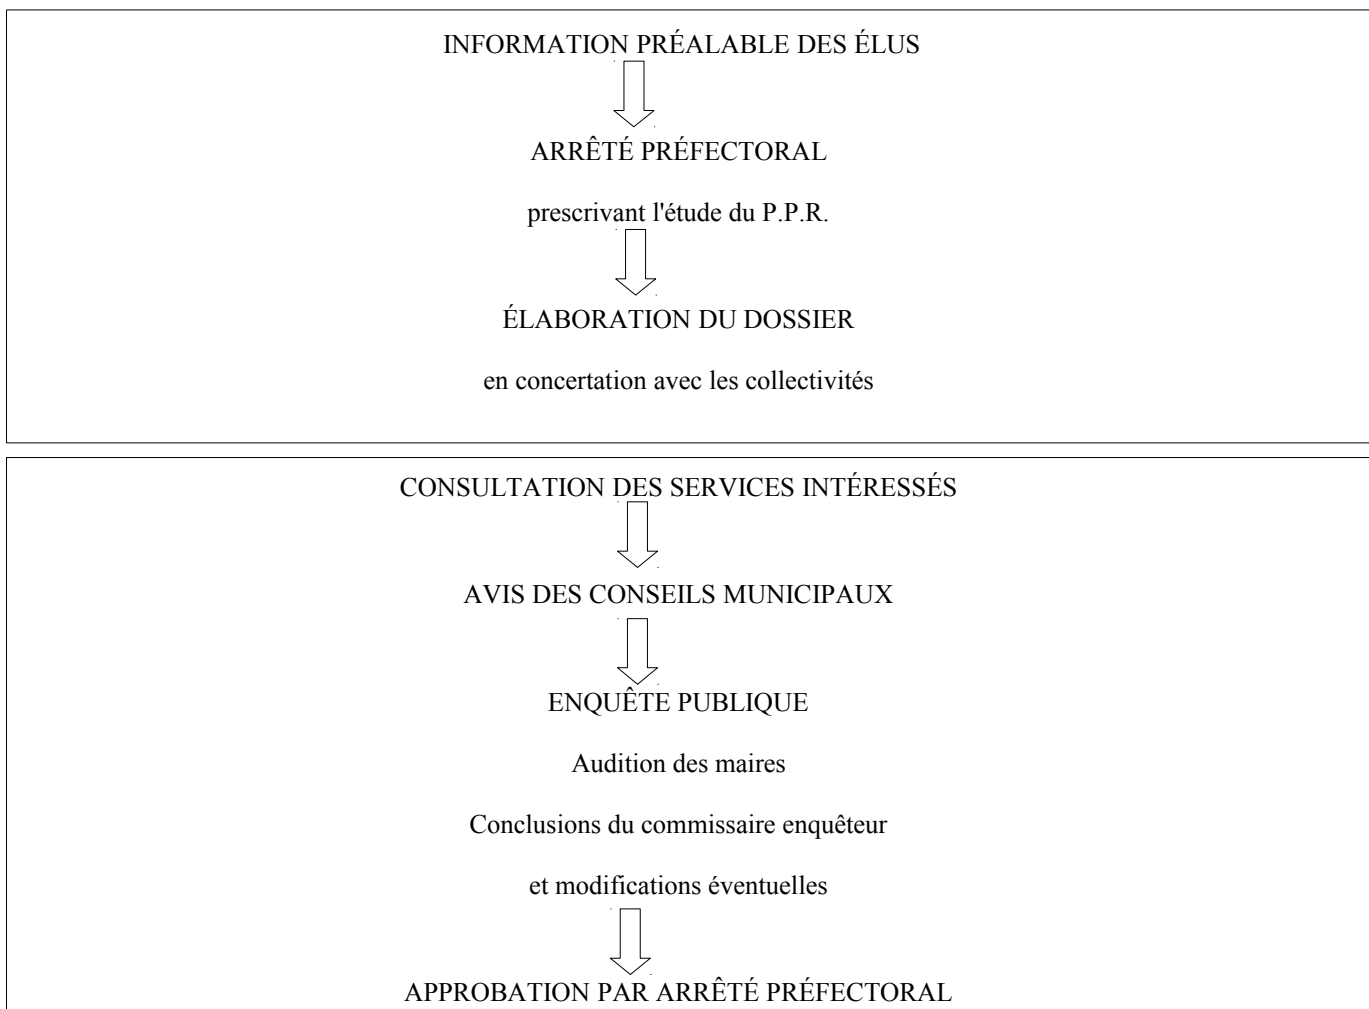 INFORMATION PRÉALABLE DES ÉLUS
ARRÊTÉ PRÉFECTORAL
prescrivant l'étude du P.P.R.
ÉLABORATION DU DOSSIER
en concertation avec les collectivités
CONSULTATION DES SERVICES INTÉRESSÉS
AVIS DES CONSEILS MUNICIPAUX
ENQUÊTE PUBLIQUE
Audition des maires
Conclusions du commissaire enquêteur
et modifications éventuelles
APPROBATION PAR ARRÊTÉ PRÉFECTORAL